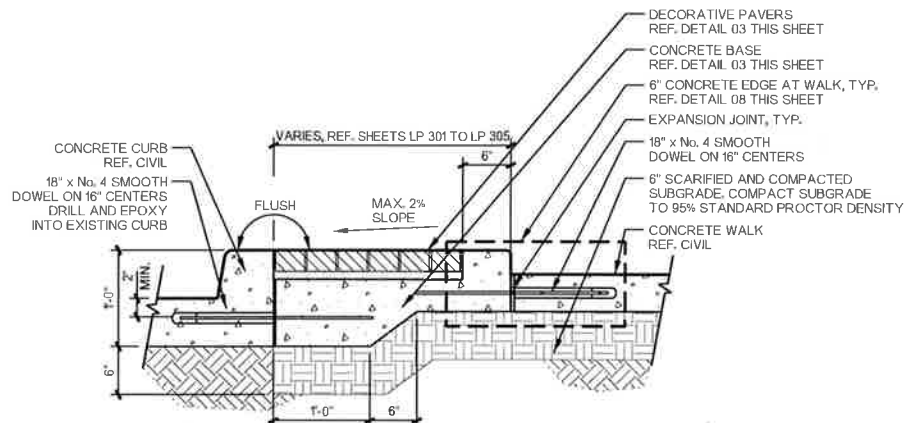 DECORATIVE PAVERS
REF. DETAIL 03 THIS SHEET
CONCRETE BASE
REF. DETAIL 03 THIS SHEET
6" CONCRETE EDGE AT WALK, TYP.
REF. DETAIL 08 THIS SHEET
EXPANSION JOINT, TYP.
18" x No. 4 SMOOTH
DOWEL ON 16" CENTERS
6" SCARIFIED AND COMPACTED
SUBGRADE. COMPACT SUBGRADE
TO 95% STANDARD PROCTOR DENSITY
CONCRETE WALK
REF. CIVIL
VARIES, REF. SHEETS LP 301 TO LP 305
6"
CONCRETE CURB
REF. CIVIL
18" x No. 4 SMOOTH
DOWEL ON 16" CENTERS
DRILL AND EPOXY
INTO EXISTING CURB
FLUSH
MAX. 2%
SLOPE
2"
MIN.
1'-0"
6"
1'-0"
6"